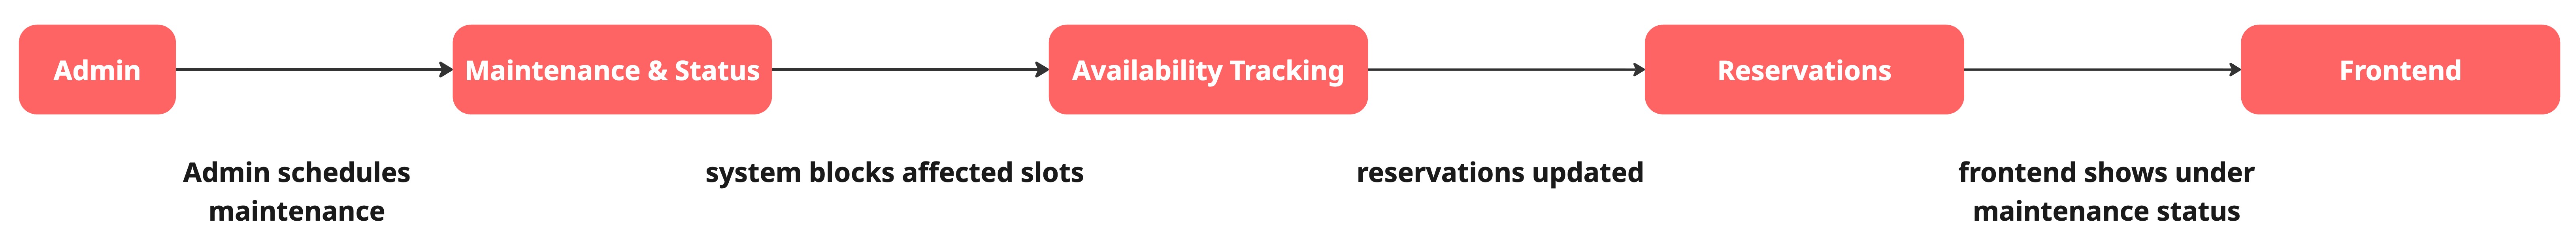 Admin
Maintenance & Status
Availability Tracking
Reservations
Frontend
Admin schedules
maintenance
system blocks affected slots
reservations updated
frontend shows under
maintenance status